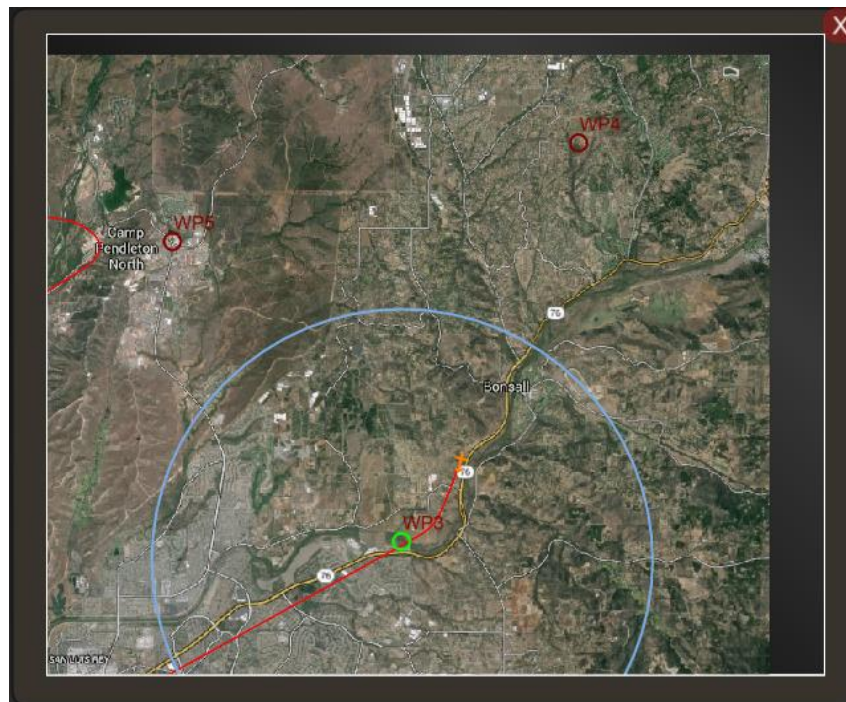 X
WP4
WP5
Camp
Pendleton
North
76
Bonsall
76
WP3
76
SAN LUIS REY